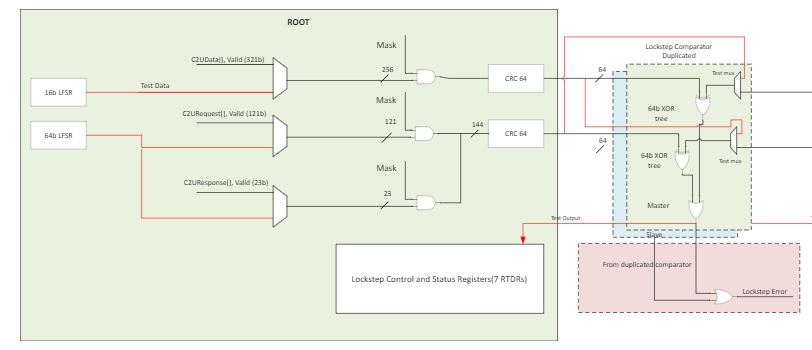 ROOT
C2UData[], Valid (321b)
Mask
256
CRC 64
64
Lockstep Comparator
Duplicated
Test mux
16b LFSR
Test Data
Mask
C2URequest[], Valid (121b)
121
144
CRC 64
64
64b XOR
tree
64b LFSR
64b XOR
tree
Test mux
Mask
C2UResponse[], Valid (23b)
23
Master
Test Output
Slave
Lockstep Control and Status Registers(7 RTDRs)
From duplicated comparator
Lockstep Error